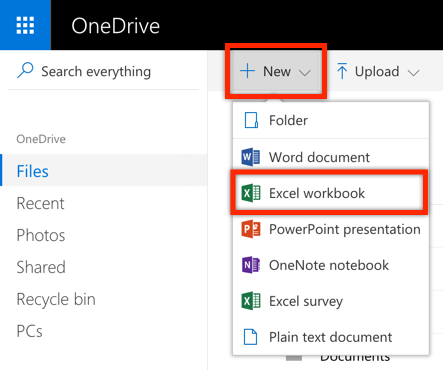 OneDrive
Search everything
New
Upload
OneDrive
Files
Recent
Photos
Shared
Recycle bin
PCs
Folder
Word document
Excel workbook
PowerPoint presentation
OneNote notebook
Excel survey
Plain text document
Documents